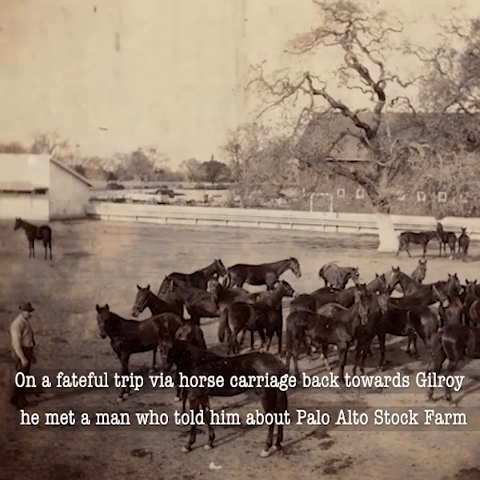 On a fateful trip via horse carriage back towards Gilroy
he met a man who told him about Palo Alto Stock Farm